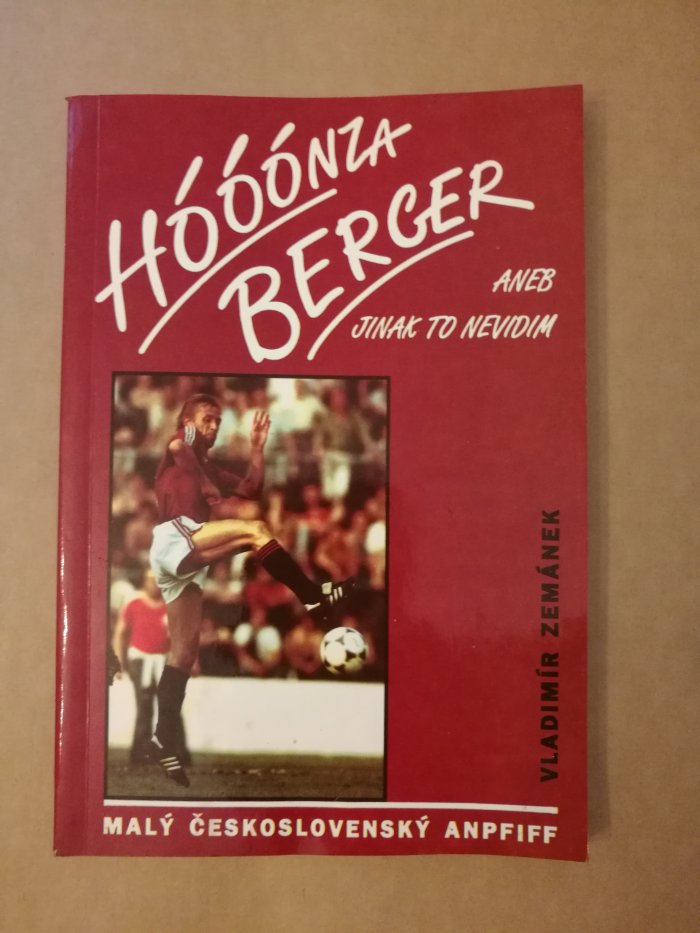 HÓÓÓNZA
BERGER
ANEB
JINAK TO NEVIDIM
VLADIMÍR ZEMÁNEK
MALÝ ČESKOSLOVENSKÝ ANPFIFF